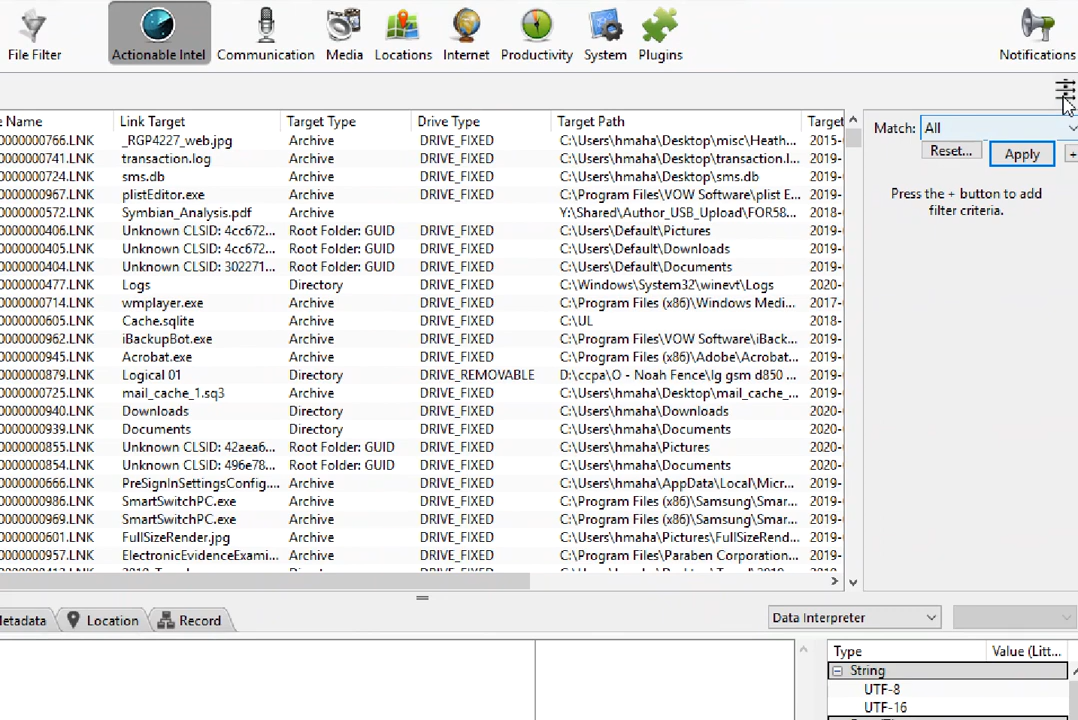 File Filter Actionable Intel Communication Media Locations Internet Productivity System Plugins Notifications
e Name Link Target Target Type Drive Type Target Path Target
0000000766.LNK _RGP4227_web.jpg Archive DRIVE_FIXED C:\Users\hmaha\Desktop\misc\Heath... 2015-
0000000741.LNK transaction.log Archive DRIVE_FIXED C:\Users\hmaha\Desktop\transaction.l... 2019-
0000000724.LNK sms.db Archive DRIVE_FIXED C:\Users\hmaha\Desktop\sms.db 2019-
0000000967.LNK plistEditor.exe Archive DRIVE_FIXED C:\Program Files\VOW Software\plist E... 2019-
0000000572.LNK Symbian_Analysis.pdf Archive Y:\Shared\Author_USB_Upload\FOR58... 2018-
0000000406.LNK Unknown CLSID: 4cc672... Root Folder: GUID DRIVE_FIXED C:\Users\Default\Pictures 2019-
0000000405.LNK Unknown CLSID: 4cc672... Root Folder: GUID DRIVE_FIXED C:\Users\Default\Downloads 2019-
0000000404.LNK Unknown CLSID: 302271... Root Folder: GUID DRIVE_FIXED C:\Users\Default\Documents 2019-
0000000477.LNK Logs Directory DRIVE_FIXED C:\Windows\System32\winevt\Logs 2019-
0000000714.LNK wmplayer.exe Archive DRIVE_FIXED C:\Program Files (x86)\Windows Medi... 2017-
0000000605.LNK Cache.sqlite Archive DRIVE_FIXED C:\UL 2018-
0000000962.LNK iBackupBot.exe Archive DRIVE_FIXED C:\Program Files\VOW Software\iBack... 2019-
0000000945.LNK Acrobat.exe Archive DRIVE_FIXED C:\Program Files (x86)\Adobe\Acrobat... 2019-
0000000879.LNK Logical 01 Directory DRIVE_REMOVABLE D:\ccpa\O - Noah Fence\lg gsm d850 ... 2019-
0000000725.LNK mail_cache_1.sq3 Archive DRIVE_FIXED C:\Users\hmaha\Desktop\mail_cache_... 2019-
0000000940.LNK Downloads Directory DRIVE_FIXED C:\Users\hmaha\Downloads 2020-
0000000939.LNK Documents Directory DRIVE_FIXED C:\Users\hmaha\Documents 2020-
0000000855.LNK Unknown CLSID: 42aea6... Root Folder: GUID DRIVE_FIXED C:\Users\hmaha\Pictures 2020-
0000000854.LNK Unknown CLSID: 496e78... Root Folder: GUID DRIVE_FIXED C:\Users\hmaha\Documents 2020-
0000000666.LNK PreSignInSettingsConfig.... Archive DRIVE_FIXED C:\Users\hmaha\AppData\Local\Micr... 2019-
0000000986.LNK SmartSwitchPC.exe Archive DRIVE_FIXED C:\Program Files (x86)\Samsung\Smar... 2019-
0000000969.LNK SmartSwitchPC.exe Archive DRIVE_FIXED C:\Program Files (x86)\Samsung\Smar... 2019-
0000000601.LNK FullSizeRender.jpg Archive DRIVE_FIXED C:\Users\hmaha\Pictures\FullSizeRender... 2019-
0000000957.LNK ElectronicEvidenceExami... Archive DRIVE_FIXED C:\Program Files\Paraben Corporation... 2019-
Match: All
Reset... Apply +
Press the + button to add
filter criteria.
Metadata Location Record Data Interpreter
Type Value (Litt...
String
UTF-8
UTF-16